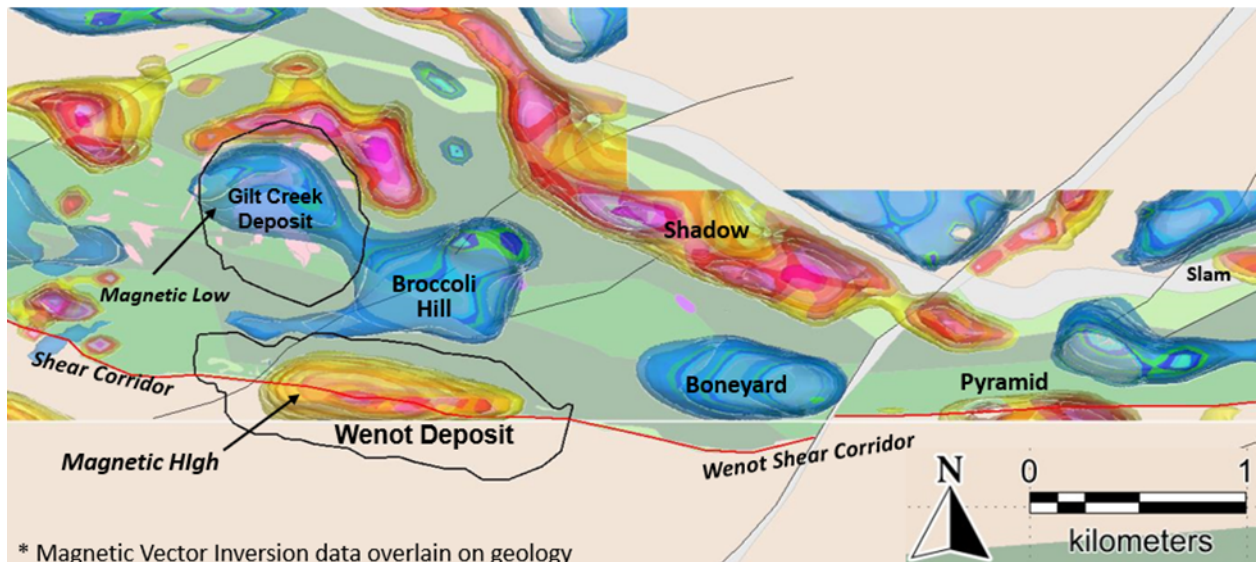 Gilt Creek
Deposit
Magnetic Low
Broccoli
Hill
Shadow
Slam
Shear Corridor
Boneyard
Pyramid
Wenot Deposit
Magnetic HIgh
Wenot Shear Corridor
N
0 1
kilometers
* Magnetic Vector Inversion data overlain on geology